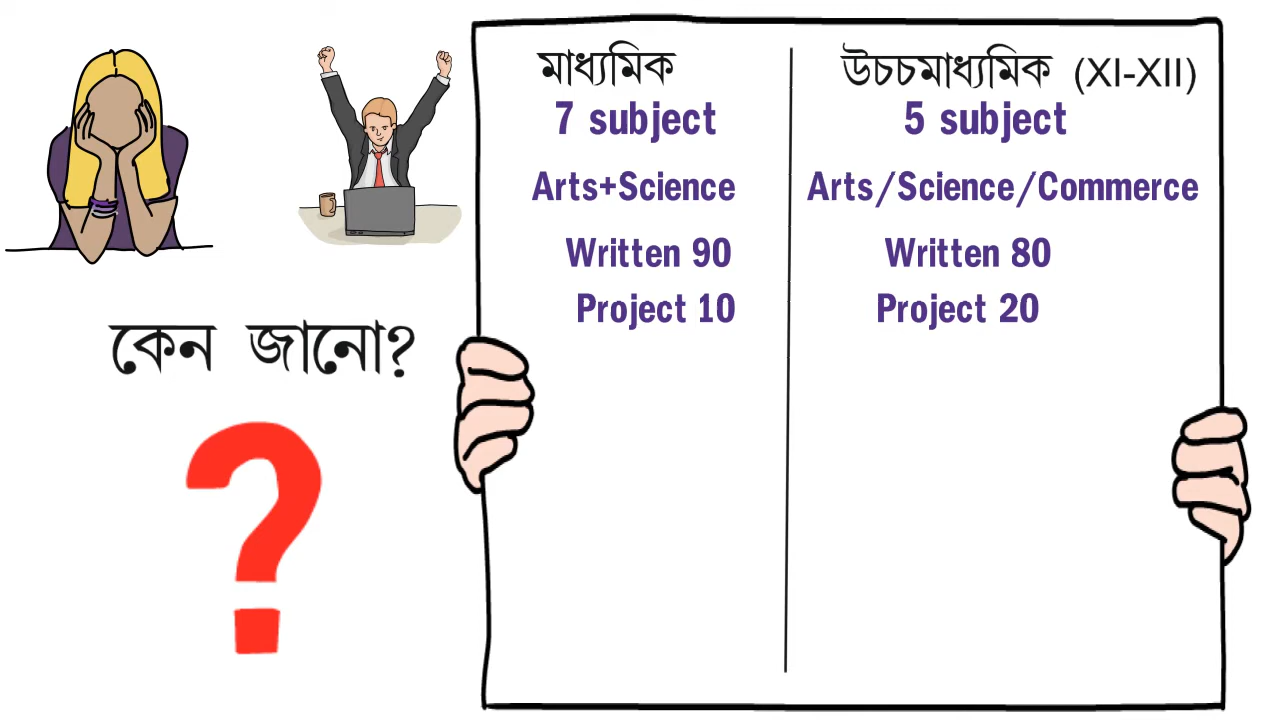 কেন জানো?
?
মাধ্যমিক
7 subject
Arts+Science
Written 90
Project 10
উচচমাধ্যমিক (XI-XII)
5 subject
Arts/Science/Commerce
Written 80
Project 20